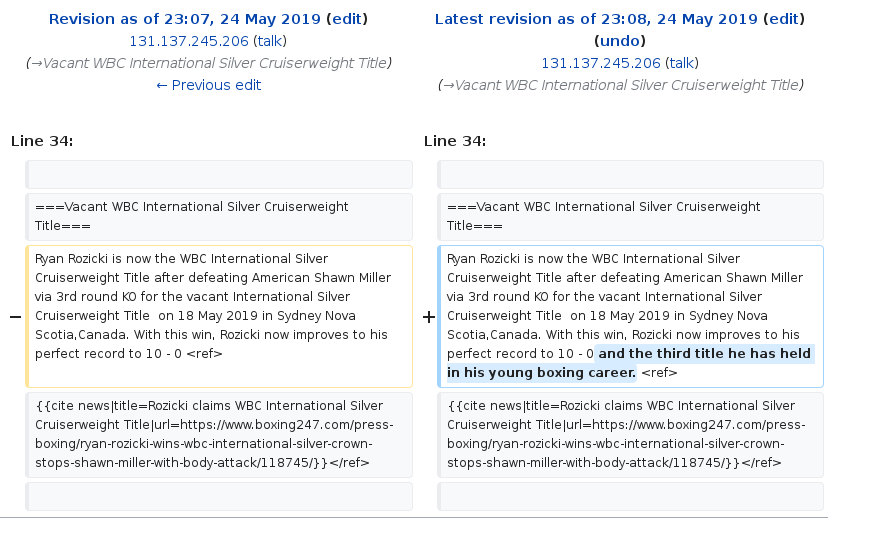 Revision as of 23:07, 24 May 2019 (edit)
131.137.245.206 (talk)
(→Vacant WBC International Silver Cruiserweight Title)
← Previous edit
Latest revision as of 23:08, 24 May 2019 (edit)
(undo)
131.137.245.206 (talk)
(→Vacant WBC International Silver Cruiserweight Title)
Line 34:
Line 34:
===Vacant WBC International Silver Cruiserweight
Title===
===Vacant WBC International Silver Cruiserweight
Title===
−
Ryan Rozicki is now the WBC International Silver
Cruiserweight Title after defeating American Shawn Miller
via 3rd round KO for the vacant International Silver
Cruiserweight Title  on 18 May 2019 in Sydney Nova
Scotia,Canada. With this win, Rozicki now improves to his
perfect record to 10 - 0 <ref>
+
Ryan Rozicki is now the WBC International Silver
Cruiserweight Title after defeating American Shawn Miller
via 3rd round KO for the vacant International Silver
Cruiserweight Title  on 18 May 2019 in Sydney Nova
Scotia,Canada. With this win, Rozicki now improves to his
perfect record to 10 - 0 and the third title he has held
in his young boxing career. <ref>
{{cite news|title=Rozicki claims WBC International Silver
Cruiserweight Title|url=https://www.boxing247.com/press-
boxing/ryan-rozicki-wins-wbc-international-silver-crown-
stops-shawn-miller-with-body-attack/118745/}}</ref>
{{cite news|title=Rozicki claims WBC International Silver
Cruiserweight Title|url=https://www.boxing247.com/press-
boxing/ryan-rozicki-wins-wbc-international-silver-crown-
stops-shawn-miller-with-body-attack/118745/}}</ref>